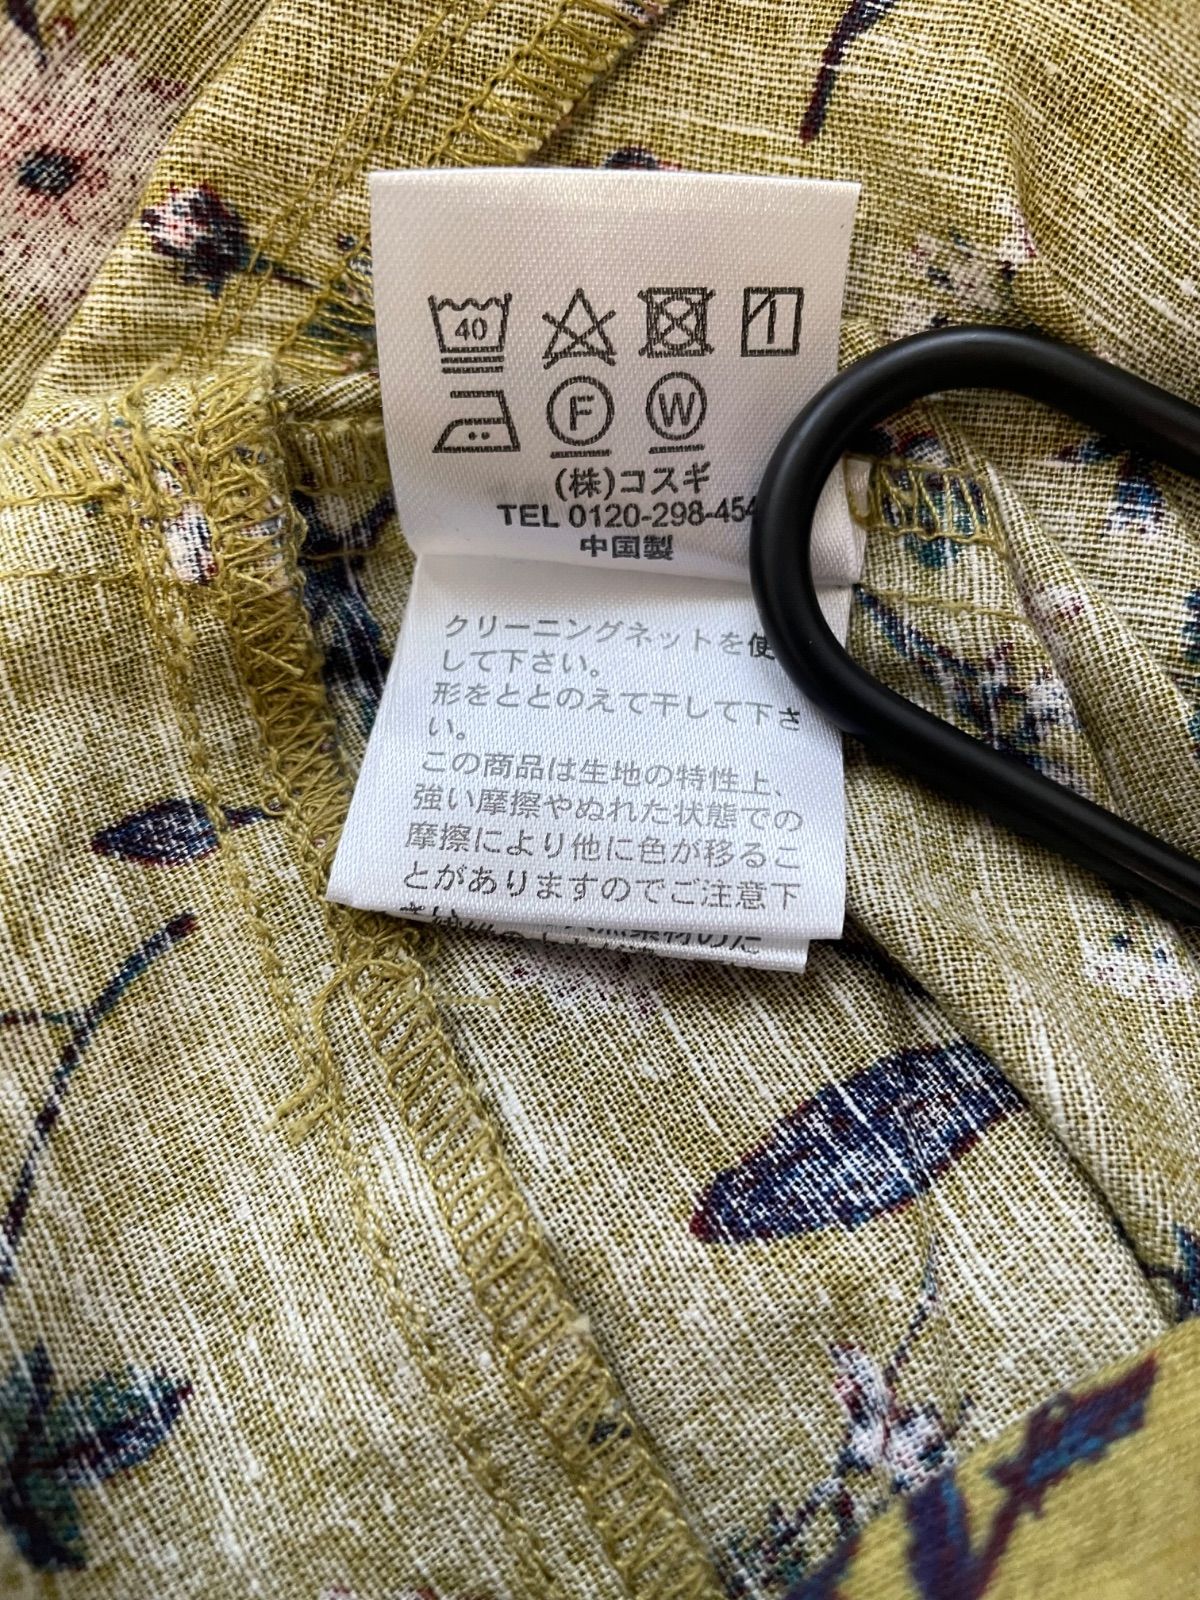 40
F W
(株)コスギ
TEL 0120-298-454
中国製
クリーニングネットを使
して下さい。
形をととのえて干して下さ
い。
この商品は生地の特性上、
強い摩擦やぬれた状態での
摩擦により他に色が移るこ
とがありますのでご注意下